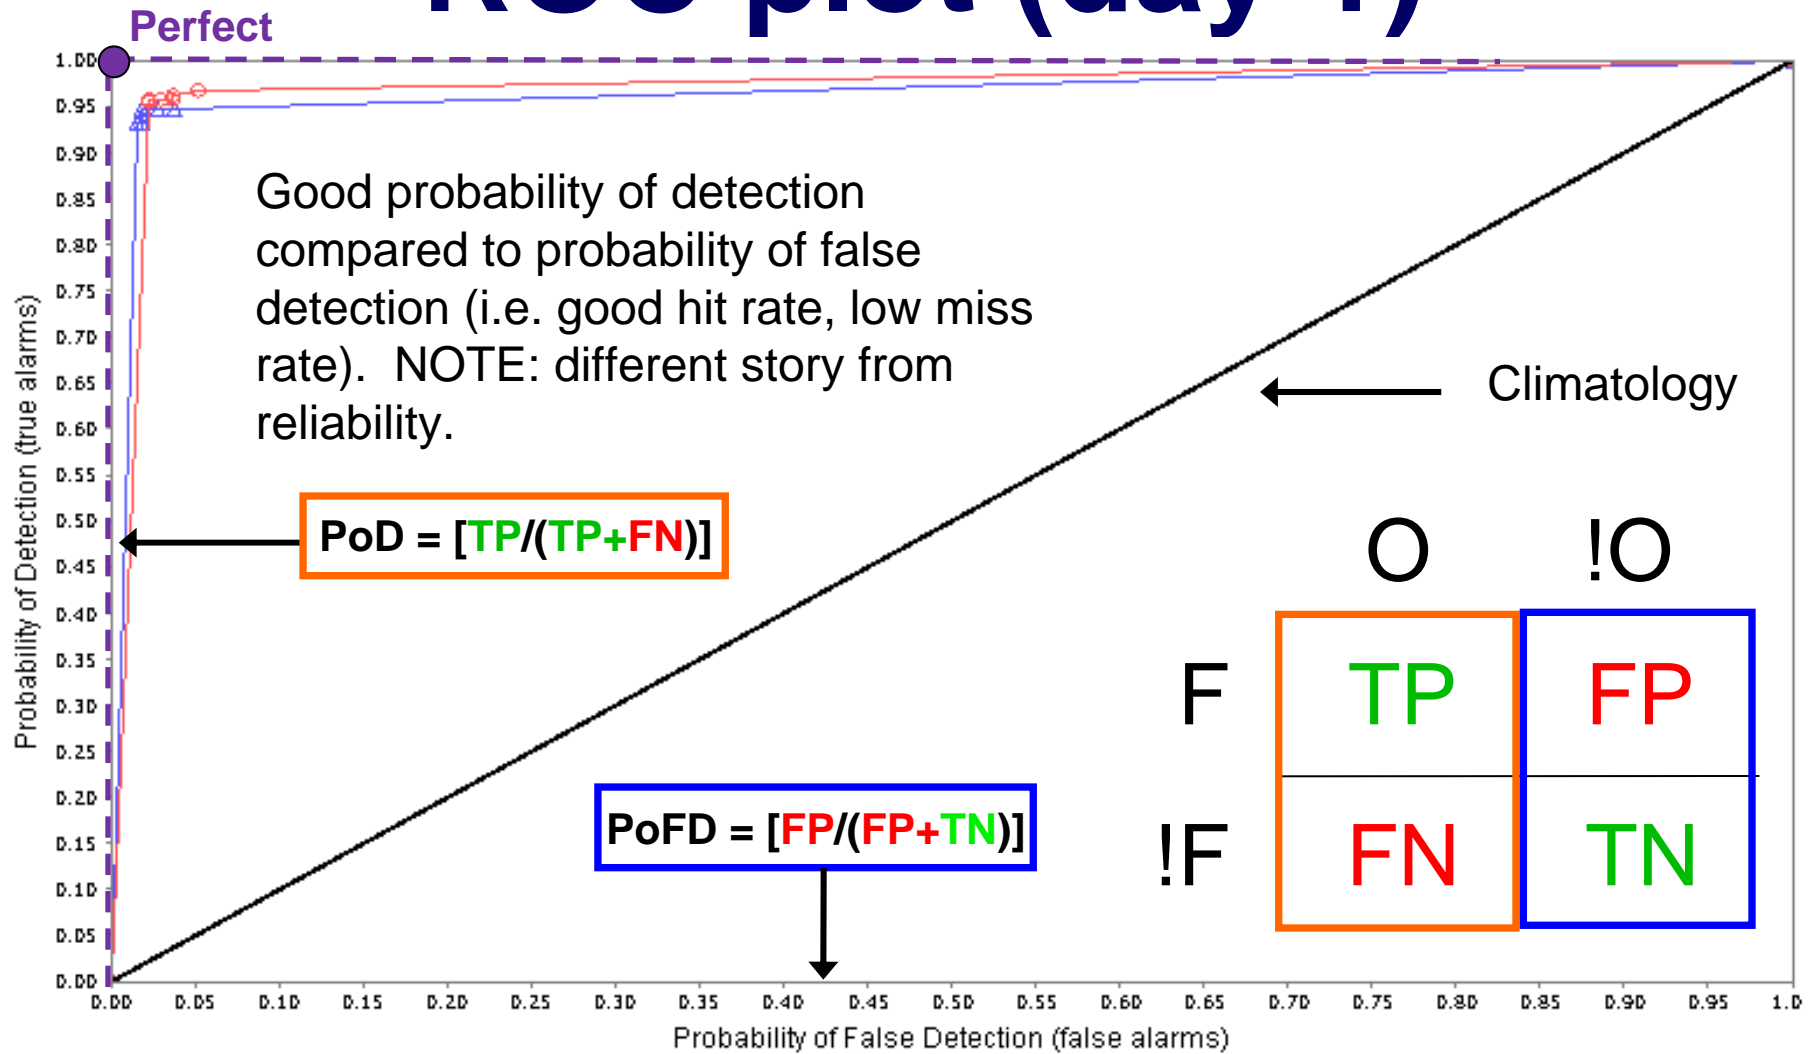 ROC plot (day 1)
Perfect
1.00
0.95
0.90
0.85
0.80
0.75
0.70
0.65
0.60
0.55
0.50
0.45
0.40
0.35
0.30
0.25
0.20
0.15
0.10
0.05
0.00
Probability of Detection (true alarms)
Good probability of detection
compared to probability of false
detection (i.e. good hit rate, low miss
rate). NOTE: different story from
reliability.
Climatology
PoD = [TP/(TP+FN)]
O !O
F TP FP
PoFD = [FP/(FP+TN)]
!F FN TN
0.00 0.05 0.10 0.15 0.20 0.25 0.30 0.35 0.40 0.45 0.50 0.55 0.60 0.65 0.70 0.75 0.80 0.85 0.90 0.95 1.0
Probability of False Detection (false alarms)